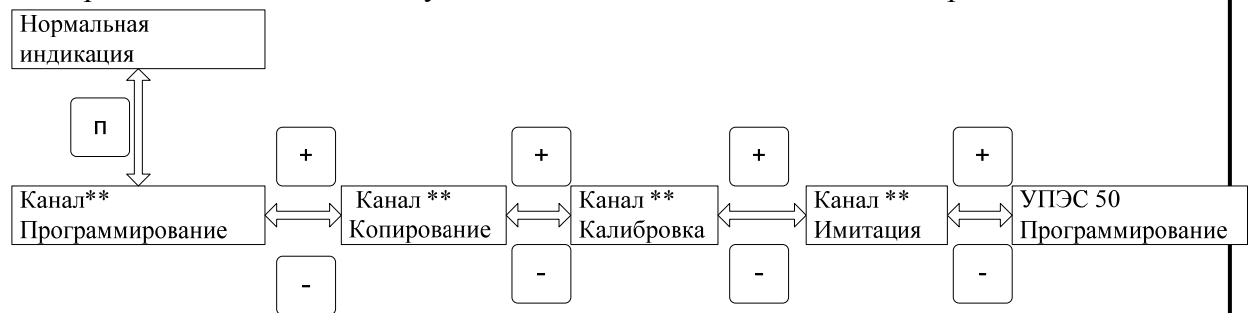 Нормальная
индикация
п
+ + + +
Канал** Канал ** Канал ** Канал ** УПЭС 50
Программирование Копирование Калибровка Имитация Программирование
- - - -